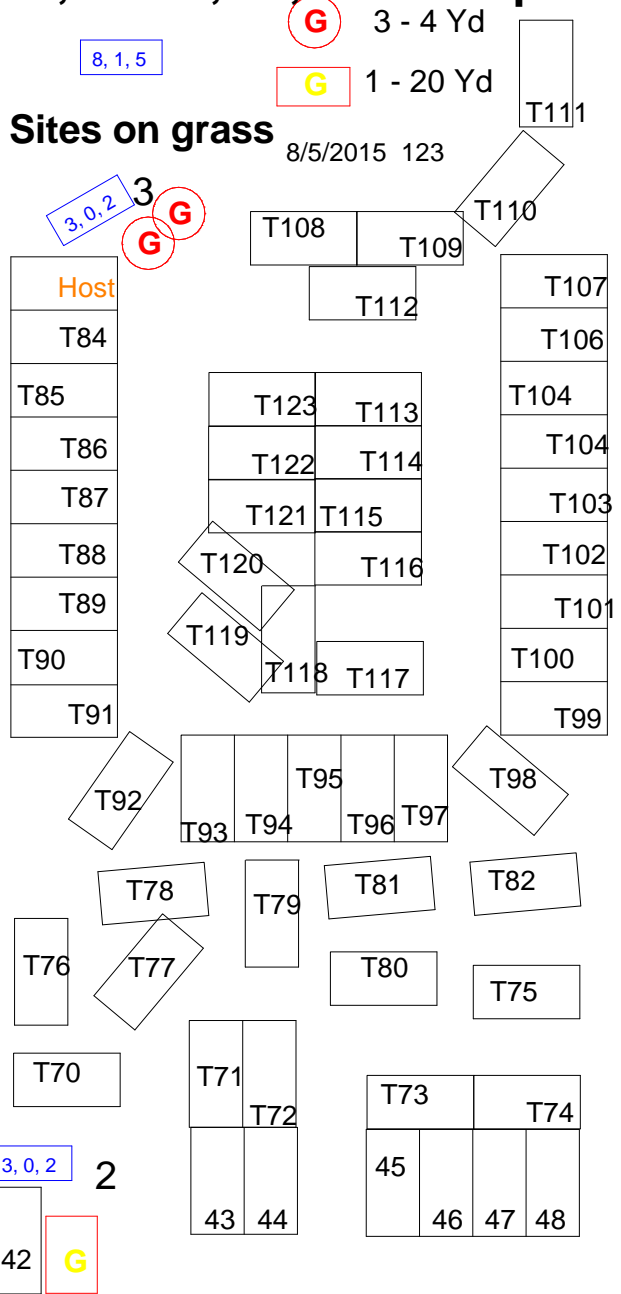 G 3 - 4 Yd
8, 1, 5
G 1 - 20 Yd
T111
Sites on grass
8/5/2015 123
3, 0, 2 3 G G
T110
T108 T109
T112
Host
T84
T85
T86
T87
T88
T89
T90
T91
T107
T106
T104
T104
T103
T102
T101
T100
T99
T123 T113
T122 T114
T121 T115
T120 T116
T119
T118 T117
T92
T93 T94 T95 T96 T97
T98
T78 T79 T81 T82
T76 T77 T80 T75
T70 T71 T72 T73 T74
3, 0, 2 2
43 44 45 46 47 48
42 G